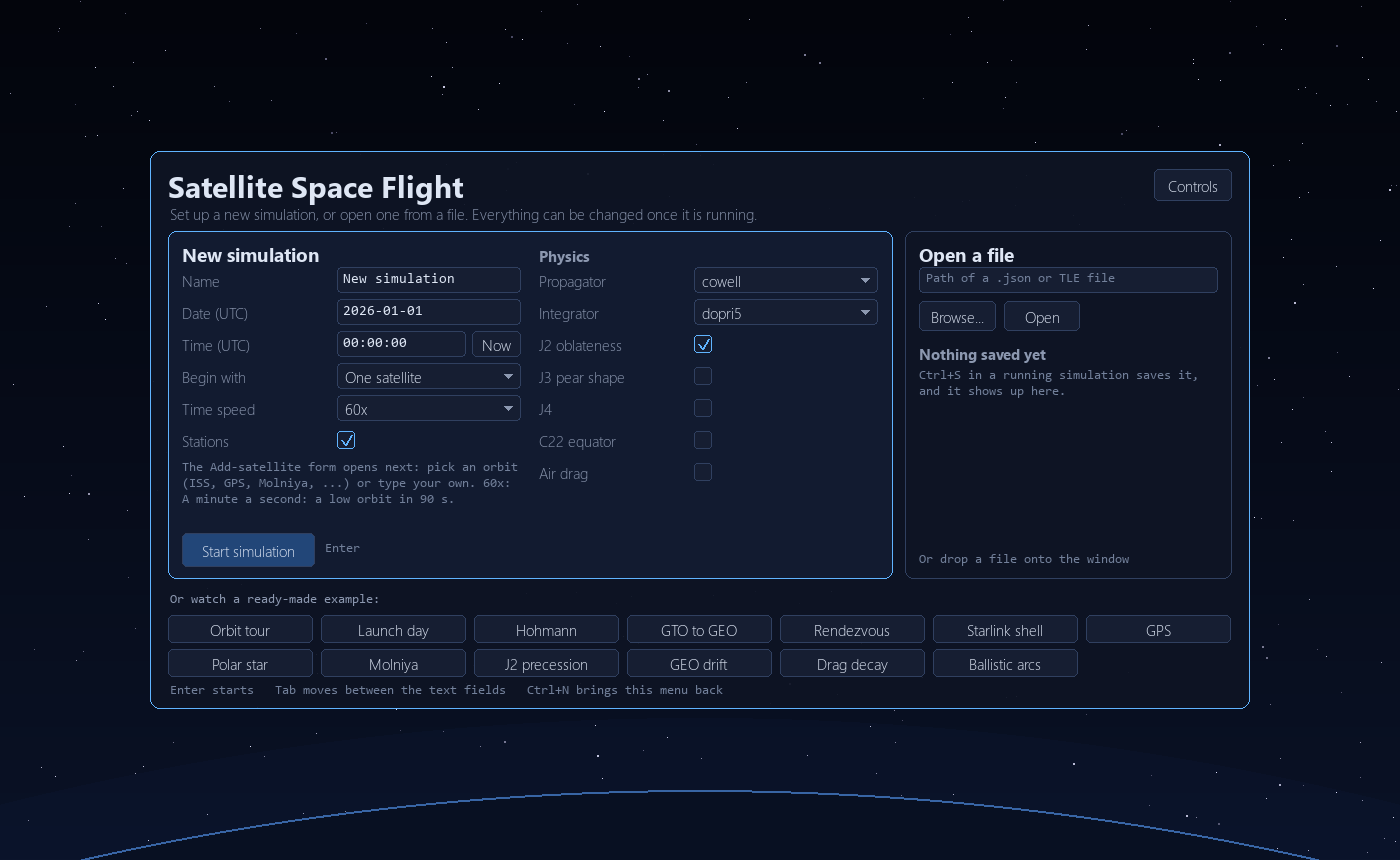 Satellite Space Flight
Controls
Set up a new simulation, or open one from a file. Everything can be changed once it is running.
New simulation
Name
New simulation
Date (UTC)
2026-01-01
Time (UTC)
00:00:00
Now
Begin with
One satellite
Time speed
60x
Stations
The Add-satellite form opens next: pick an orbit
(ISS, GPS, Molniya, ...) or type your own. 60x:
A minute a second: a low orbit in 90 s.
Start simulation
Enter
Physics
Propagator
cowell
Integrator
dopri5
J2 oblateness
J3 pear shape
J4
C22 equator
Air drag
Open a file
Path of a .json or TLE file
Browse...
Open
Nothing saved yet
Ctrl+S in a running simulation saves it,
and it shows up here.
Or drop a file onto the window
Or watch a ready-made example:
Orbit tour
Launch day
Hohmann
GTO to GEO
Rendezvous
Starlink shell
GPS
Polar star
Molniya
J2 precession
GEO drift
Drag decay
Ballistic arcs
Enter starts   Tab moves between the text fields   Ctrl+N brings this menu back